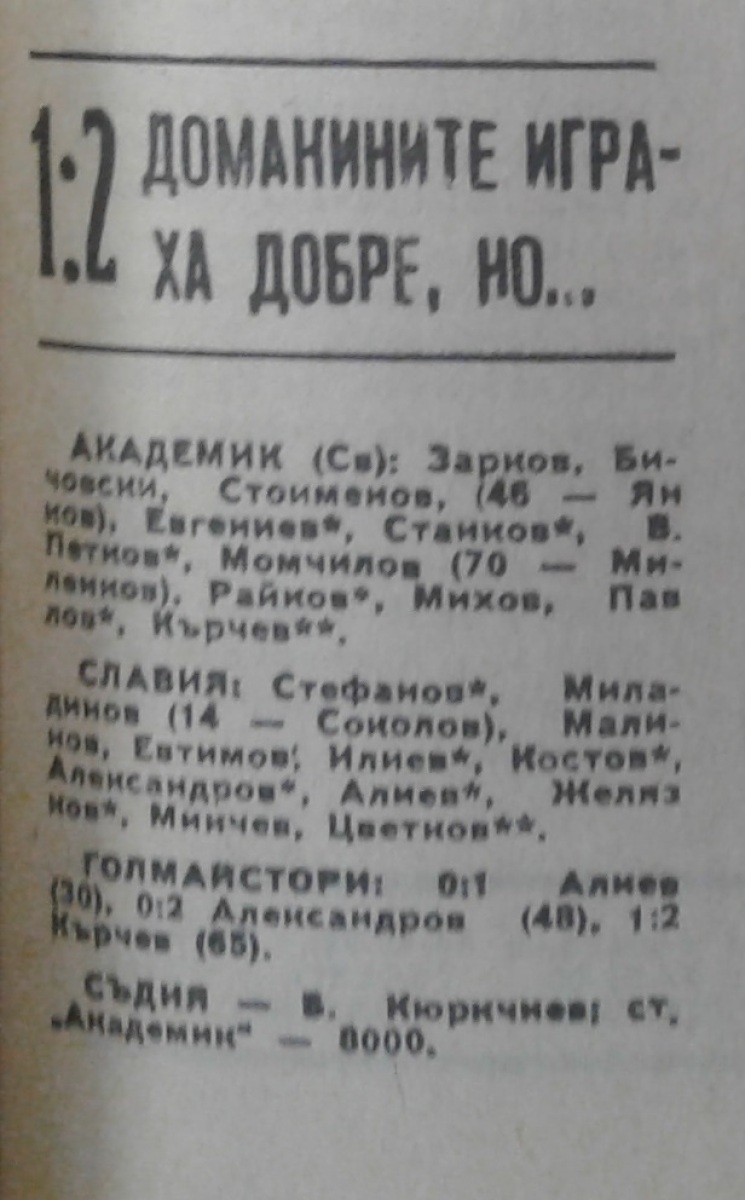 1:2 ДОМАКИНИТЕ ИГРА-
ХА ДОБРЕ, НО...
АКАДЕМИК (Св): Зарков, Би-
човски, Стоименов, (46 — Ян
ков), Евгениев*, Станков*, В.
Петков*, Момчилов (70 — Ми-
ленков), Райков*, Михов, Пав
лов*, Кърчев**.
СЛАВИЯ: Стефанов*, Мила-
динов (14 — Соколов), Мали-
нов, Евтимов, Илиев*, Костов*,
Александров*, Алиев*, Желяз
ков*, Минчев, Цветков**.
ГОЛМАЙСТОРИ: 0:1 Алиев
(30), 0:2 Александров (48), 1:2
Кърчев (65).
СЪДИЯ — В. Кюркчиев; ст.
„Академик“ — 8000.